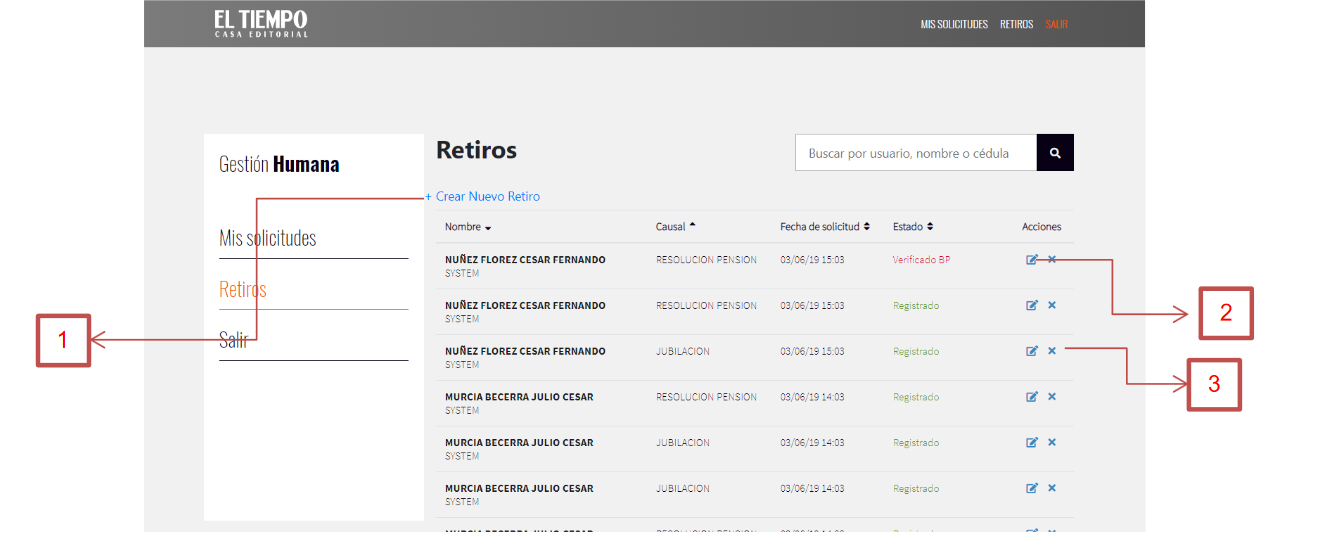 EL TIEMPO
CASA EDITORIAL
MIS SOLICITUDES RETIROS SALIR
Gestión Humana
Mis solicitudes
Retiros
Salir
Retiros
Buscar por usuario, nombre o cédula
+ Crear Nuevo Retiro
Nombre Causal Fecha de solicitud Estado Acciones
NUÑEZ FLOREZ CESAR FERNANDO RESOLUCION PENSION 03/06/19 15:03 Verificado BP
SYSTEM
NUÑEZ FLOREZ CESAR FERNANDO RESOLUCION PENSION 03/06/19 15:03 Registrado
SYSTEM
NUÑEZ FLOREZ CESAR FERNANDO JUBILACION 03/06/19 15:03 Registrado
SYSTEM
MURCIA BECERRA JULIO CESAR RESOLUCION PENSION 03/06/19 14:03 Registrado
SYSTEM
MURCIA BECERRA JULIO CESAR JUBILACION 03/06/19 14:03 Registrado
SYSTEM
MURCIA BECERRA JULIO CESAR JUBILACION 03/06/19 14:03 Registrado
SYSTEM
1
2
3